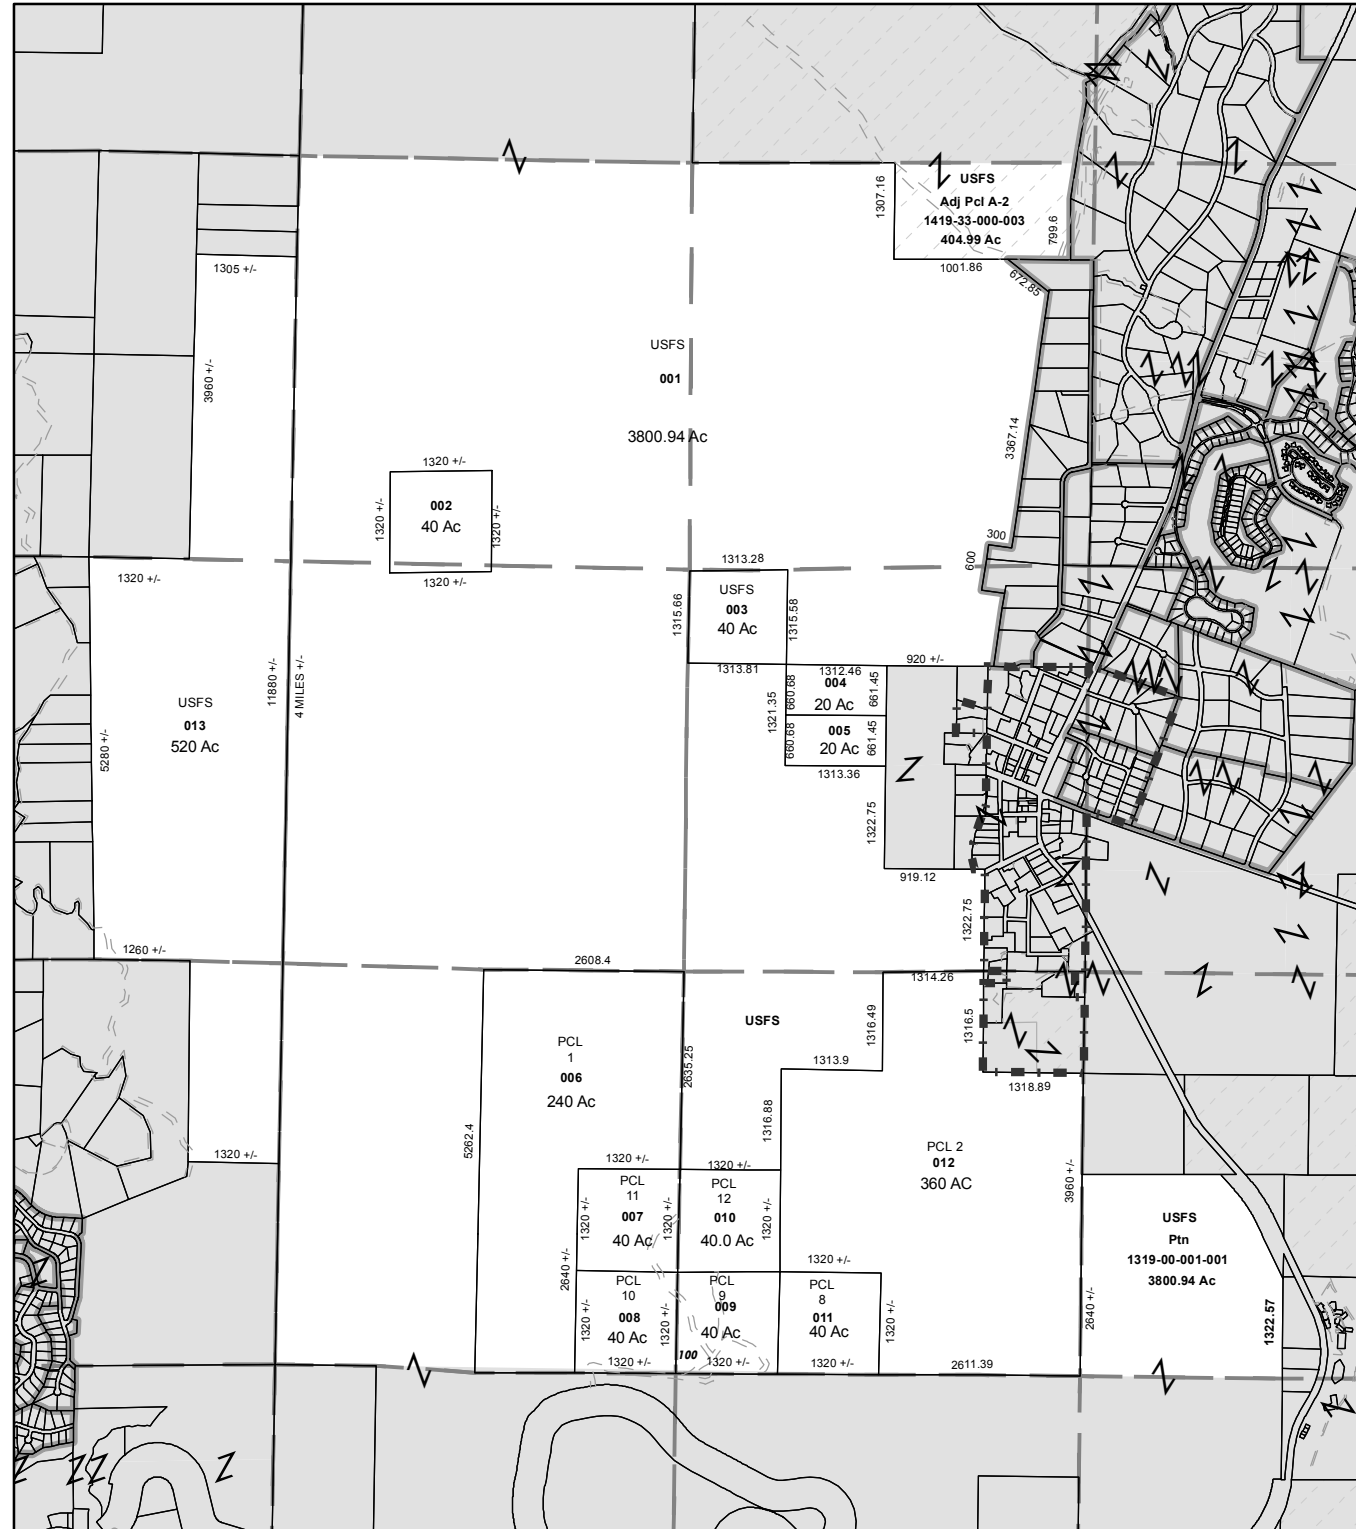 1307.16
USFS
Adj Pcl A-2
1419-33-000-003
404.99 Ac
799.6
1001.86
672.85
1305 +/-
3960 +/-
USFS
001
3800.94 Ac
3367.14
1320 +/-
1320 +/-
002
40 Ac
1320 +/-
1320 +/-
300
600
1320 +/-
1313.28
1315.66
USFS
003
40 Ac
1315.58
1313.81
920 +/-
1312.46
660.68
004
20 Ac
661.45
1321.35
660.68
005
20 Ac
661.45
1313.36
1322.75
919.12
1322.75
11880 +/-
4 MILES +/-
USFS
013
520 Ac
5280 +/-
1260 +/-
2608.4
1314.26
1316.49
1316.5
USFS
1313.9
1318.89
PCL
1
006
240 Ac
2635.25
5262.4
1316.88
PCL 2
012
360 AC
3960 +/-
1320 +/-
1320 +/-
1320 +/-
PCL
11
007
40 Ac
1320 +/-
1320 +/-
PCL
12
010
40.0 Ac
1320 +/-
USFS
Ptn
1319-00-001-001
3800.94 Ac
1322.57
2640 +/-
2640 +/-
1320 +/-
PCL
10
008
40 Ac
1320 +/-
1320 +/-
PCL
9
009
40 Ac
PCL
8
011
40 Ac
1320 +/-
1320 +/-
100
1320 +/-
1320 +/-
1320 +/-
2611.39